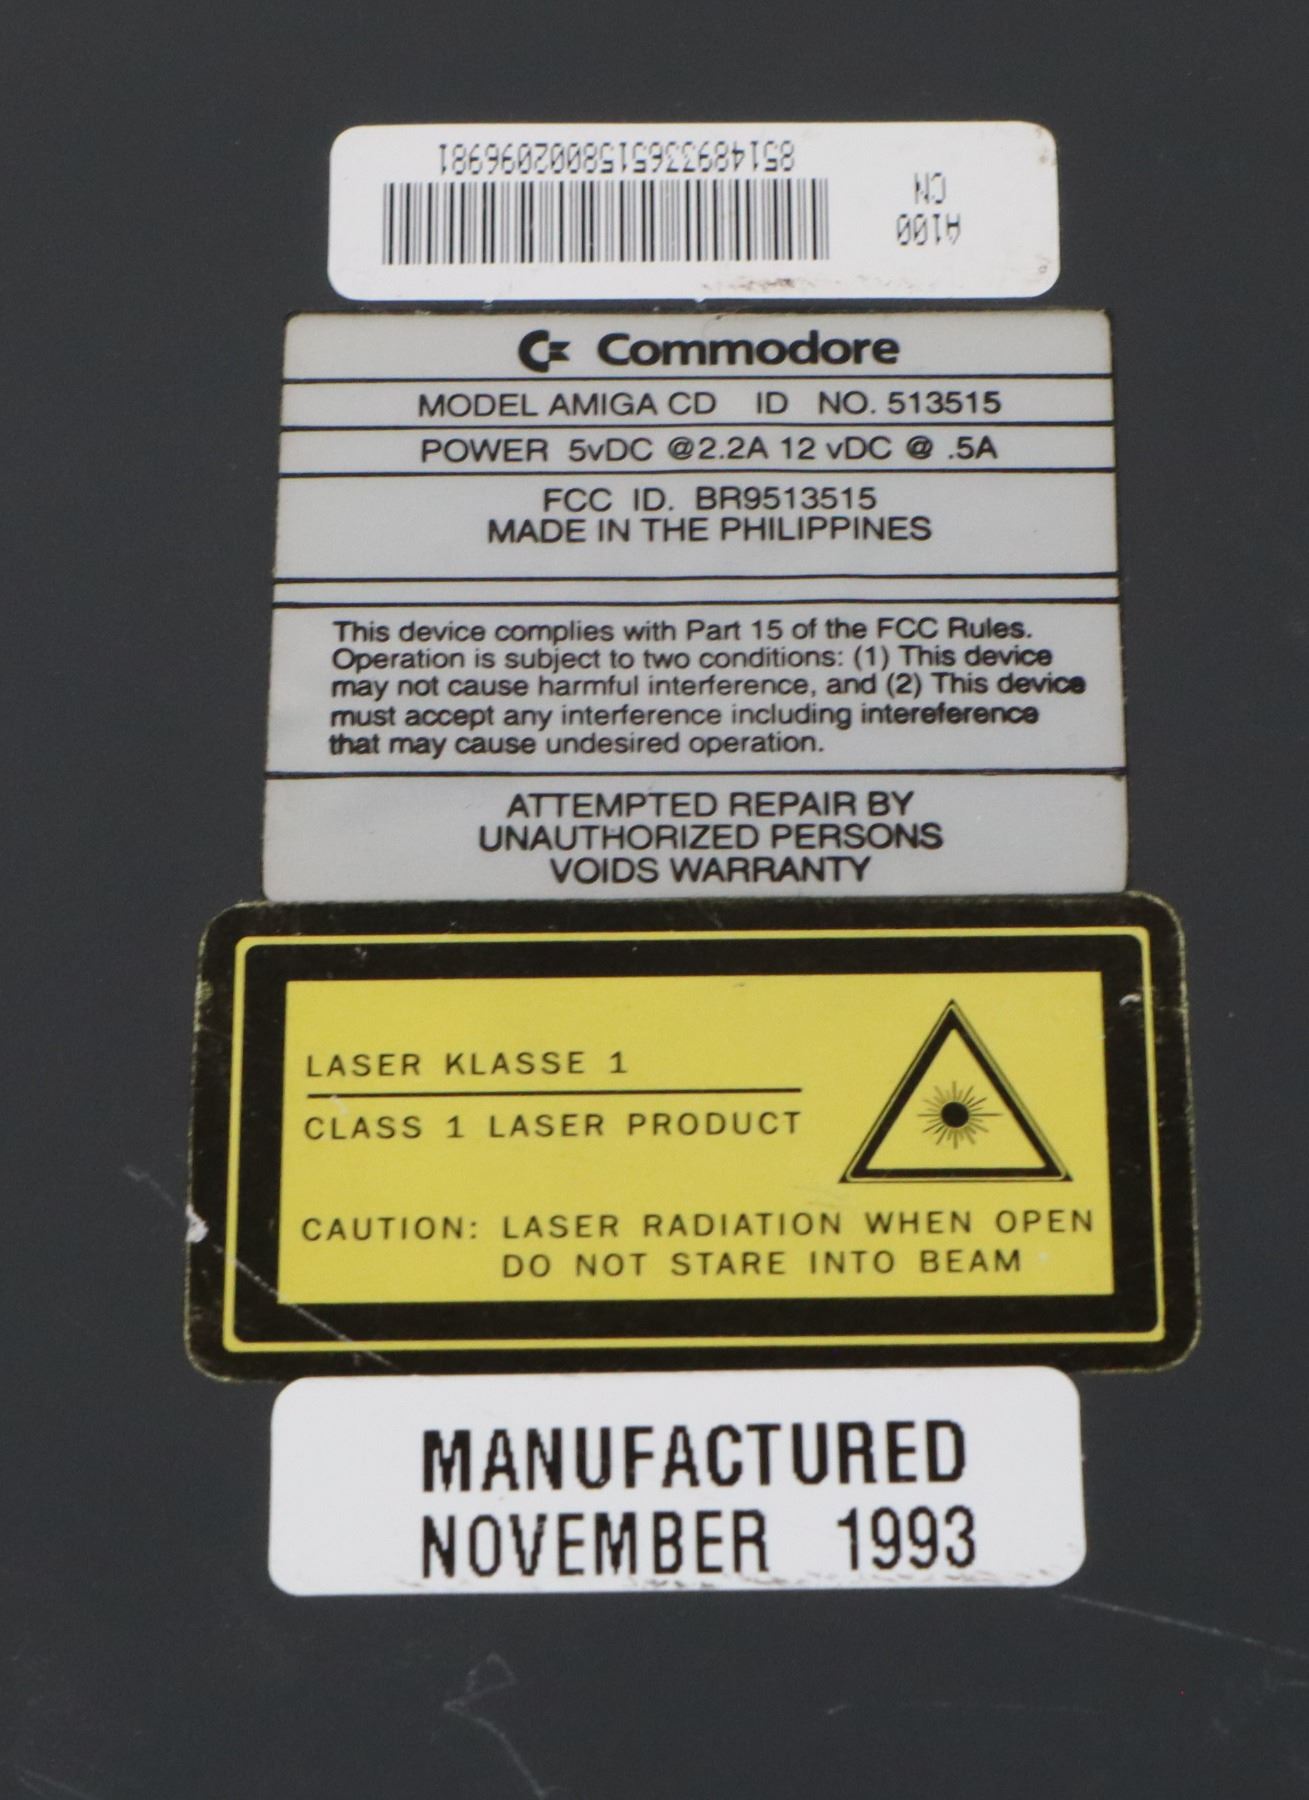 A100
CN
8514893365158002096981
Commodore
MODEL AMIGA CD ID NO. 513515
POWER 5vDC @2.2A 12 vDC @ .5A
FCC ID. BR9513515
MADE IN THE PHILIPPINES
This device complies with Part 15 of the FCC Rules.
Operation is subject to two conditions: (1) This device
may not cause harmful interference, and (2) This device
must accept any interference including intereference
that may cause undesired operation.
ATTEMPTED REPAIR BY
UNAUTHORIZED PERSONS
VOIDS WARRANTY
LASER KLASSE 1
CLASS 1 LASER PRODUCT
CAUTION: LASER RADIATION WHEN OPEN
DO NOT STARE INTO BEAM
MANUFACTURED
NOVEMBER 1993